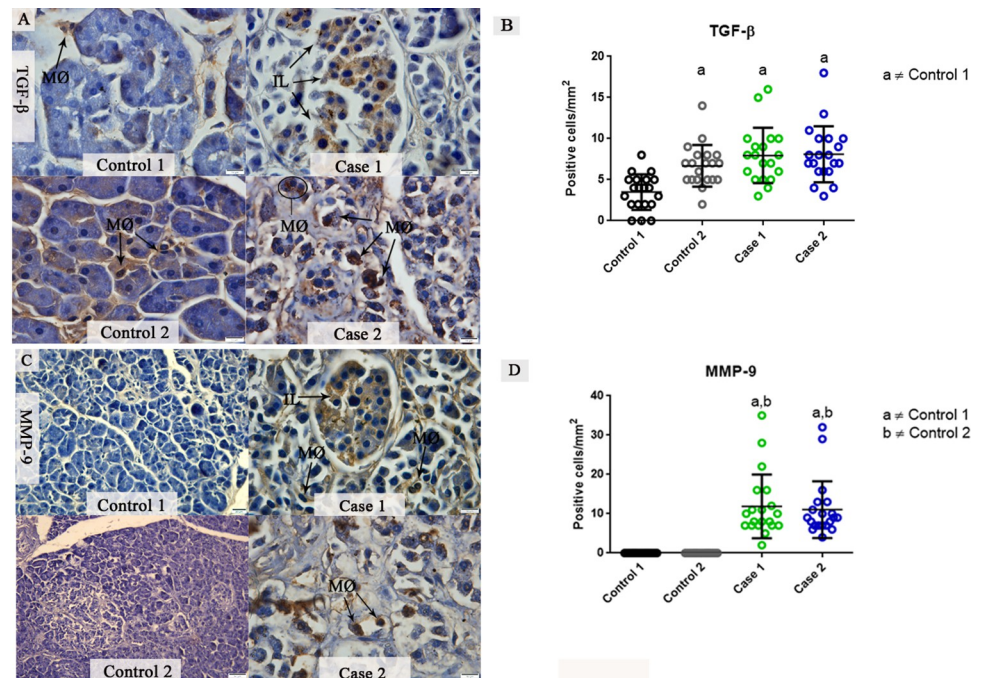 A
TGF-β
MØ
Control 1
IL
Case 1
MØ
Control 2
MØ
MØ
Case 2
B
TGF-β
a ≠ Control 1
Positive cells/mm²
20
15
10
5
0
a
a
a
Control 1
Control 2
Case 1
Case 2
C
MMP-9
Control 1
IL
MØ
MØ
Case 1
Control 2
MØ
Case 2
D
MMP-9
a ≠ Control 1
b ≠ Control 2
Positive cells/mm²
40
30
20
10
0
a,b
a,b
Control 1
Control 2
Case 1
Case 2